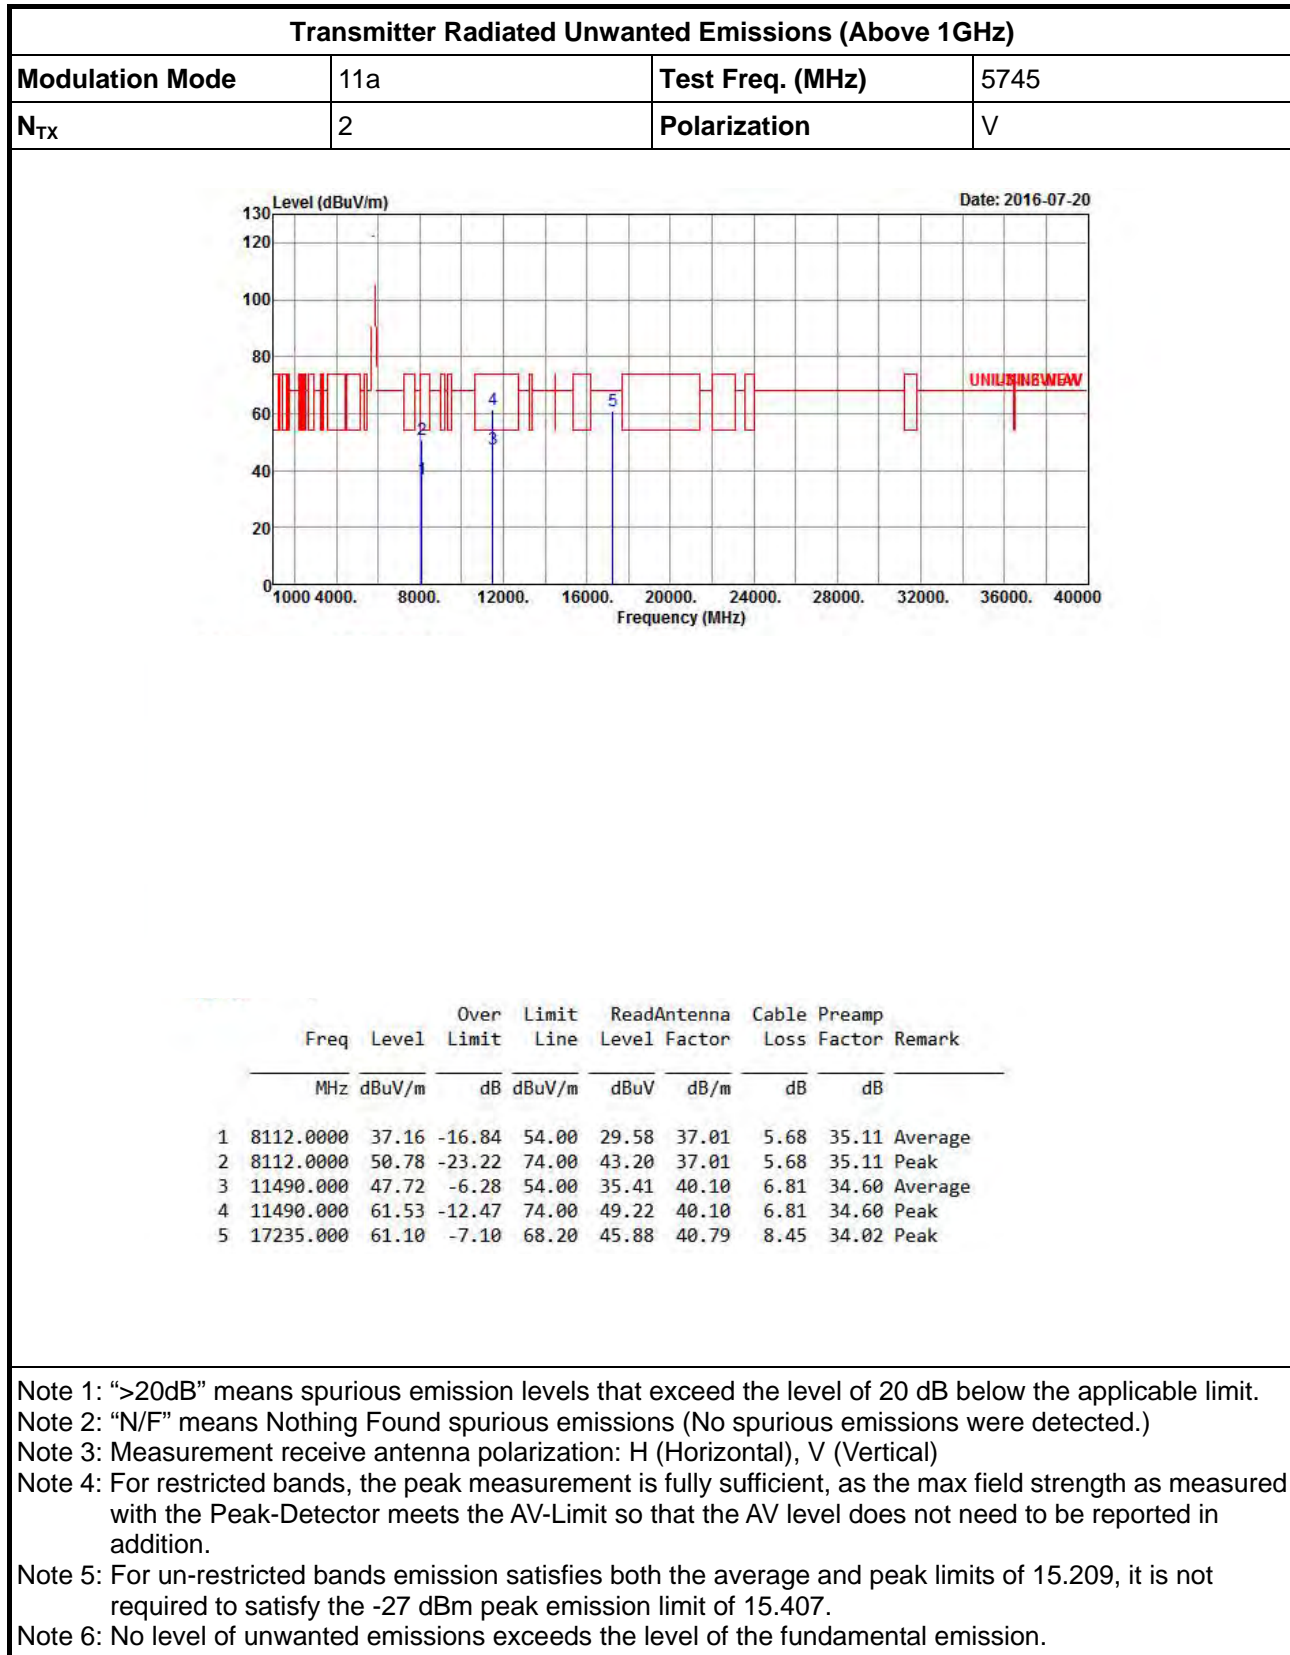 Transmitter Radiated Unwanted Emissions (Above 1GHz)
Modulation Mode 11a Test Freq. (MHz) 5745
NTX 2 Polarization V
Level (dBuV/m) Date: 2016-07-20
130
120
100
80
60
40
20
0
4
5
2
3
1
1000 4000. 8000. 12000. 16000. 20000. 24000. 28000. 32000. 36000. 40000
Frequency (MHz)
Over Limit ReadAntenna Cable Preamp
Freq Level Limit Line Level Factor Loss Factor Remark
MHz dBuV/m dB dBuV/m dBuV dB/m dB dB
1 8112.0000 37.16 -16.84 54.00 29.58 37.01 5.68 35.11 Average
2 8112.0000 50.78 -23.22 74.00 43.20 37.01 5.68 35.11 Peak
3 11490.000 47.72 -6.28 54.00 35.41 40.10 6.81 34.60 Average
4 11490.000 61.53 -12.47 74.00 49.22 40.10 6.81 34.60 Peak
5 17235.000 61.10 -7.10 68.20 45.88 40.79 8.45 34.02 Peak
Note 1: “>20dB” means spurious emission levels that exceed the level of 20 dB below the applicable limit.
Note 2: “N/F” means Nothing Found spurious emissions (No spurious emissions were detected.)
Note 3: Measurement receive antenna polarization: H (Horizontal), V (Vertical)
Note 4: For restricted bands, the peak measurement is fully sufficient, as the max field strength as measured
with the Peak-Detector meets the AV-Limit so that the AV level does not need to be reported in
addition.
Note 5: For un-restricted bands emission satisfies both the average and peak limits of 15.209, it is not
required to satisfy the -27 dBm peak emission limit of 15.407.
Note 6: No level of unwanted emissions exceeds the level of the fundamental emission.